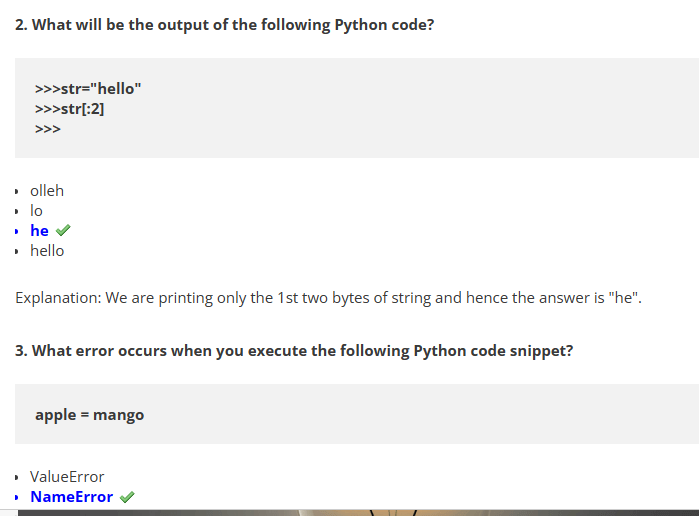 2. What will be the output of the following Python code?
>>>str="hello"
>>>str[:2]
>>>
olleh
lo
he
hello
Explanation: We are printing only the 1st two bytes of string and hence the answer is "he".
3. What error occurs when you execute the following Python code snippet?
apple = mango
ValueError
NameError